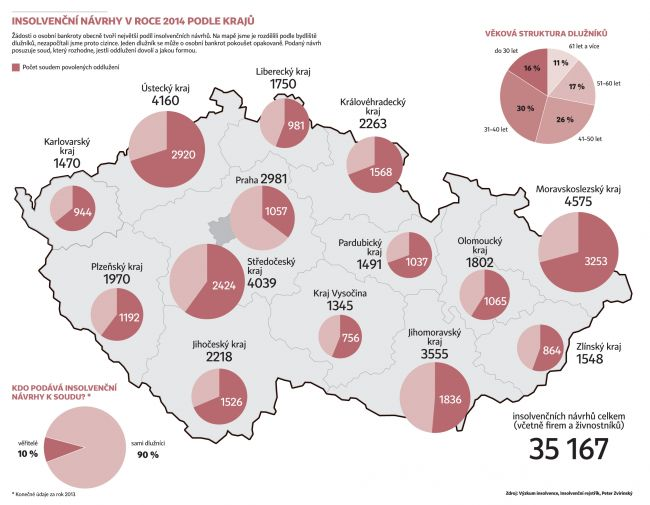 INSOLVENČNÍ NÁVRHY V ROCE 2014 PODLE KRAJŮ
Žádosti o osobní bankroty obecně tvoří největší podíl insolvenčních návrhů. Na mapě jsme je rozdělili podle bydliště
dlužníků, nezapočítali jsme proto cizince. Jeden dlužník se může o osobní bankrot pokoušet opakovaně. Podaný návrh
posuzuje soud, který rozhodne, jestli oddlužení dovolí a jakou formou.
Počet soudem povolených oddlužení
VĚKOVÁ STRUKTURA DLUŽNÍKŮ
do 30 let
16 %
61 let a více
11 %
51–60 let
17 %
41–50 let
26 %
31–40 let
30 %
Ústecký kraj
4160
2920
Liberecký kraj
1750
981
Královéhradecký
kraj
2263
1568
Karlovarský
kraj
1470
944
Praha 2981
1057
Moravskoslezský kraj
4575
3253
Plzeňský kraj
1970
1192
Středočeský
kraj
4039
2424
Pardubický
kraj
1491
1037
Olomoucký
kraj
1802
1065
Kraj Vysočina
1345
756
Jihočeský kraj
2218
1526
Jihomoravský
kraj
3555
1836
Zlínský kraj
1548
864
KDO PODÁVÁ INSOLVENČNÍ
NÁVRHY K SOUDU? *
věřitelé
10 %
sami dlužníci
90 %
* Konečné údaje za rok 2013
insolvenčních návrhů celkem
(včetně firem a živnostníků)
35 167
Zdroj: Výzkum insolvence, Insolvenční rejstřík, Peter Zvirinský